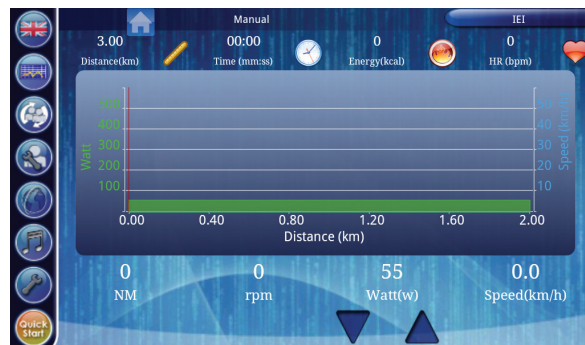 Manual
IEI
3.00
00:00
0
0
Distance(km)
Time (mm:ss)
Energy(kcal)
HR (bpm)
500
400
300
200
100
Watt
50
40
30
20
10
Speed (km/h)
0.00 0.40 0.80 1.20 1.60 2.00
Distance (km)
0
0
55
0.0
NM
rpm
Watt(w)
Speed(km/h)
Quick
Start